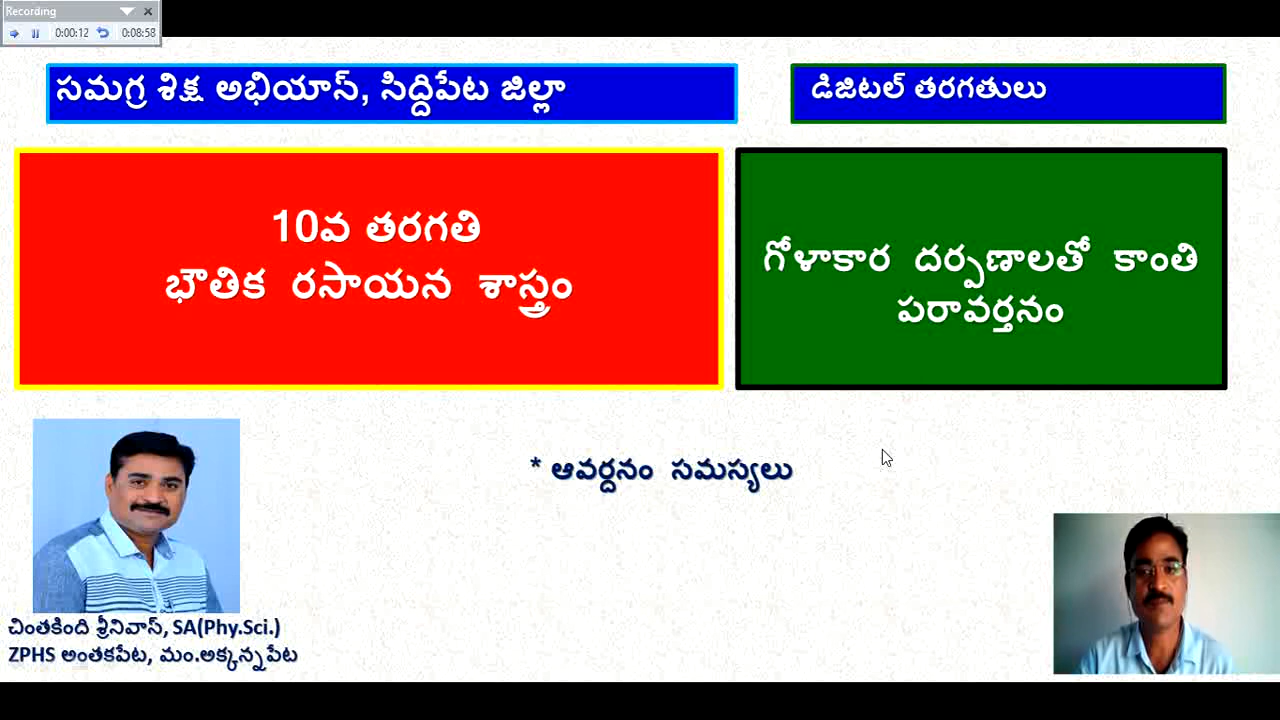 Recording
0:00:12 0:08:58
సమగ్ర శిక్ష అభియాస్, సిద్దిపేట జిల్లా
డిజిటల్ తరగతులు
10వ తరగతి
భౌతిక రసాయన శాస్త్రం
గోళాకార దర్పణాలతో కాంతి
పరావర్తనం
* ఆవర్దనం సమస్యలు
చింతకింది శ్రీనివాస్, SA(Phy.Sci.)
ZPHS అంతకపేట, మం.అక్కన్నపేట